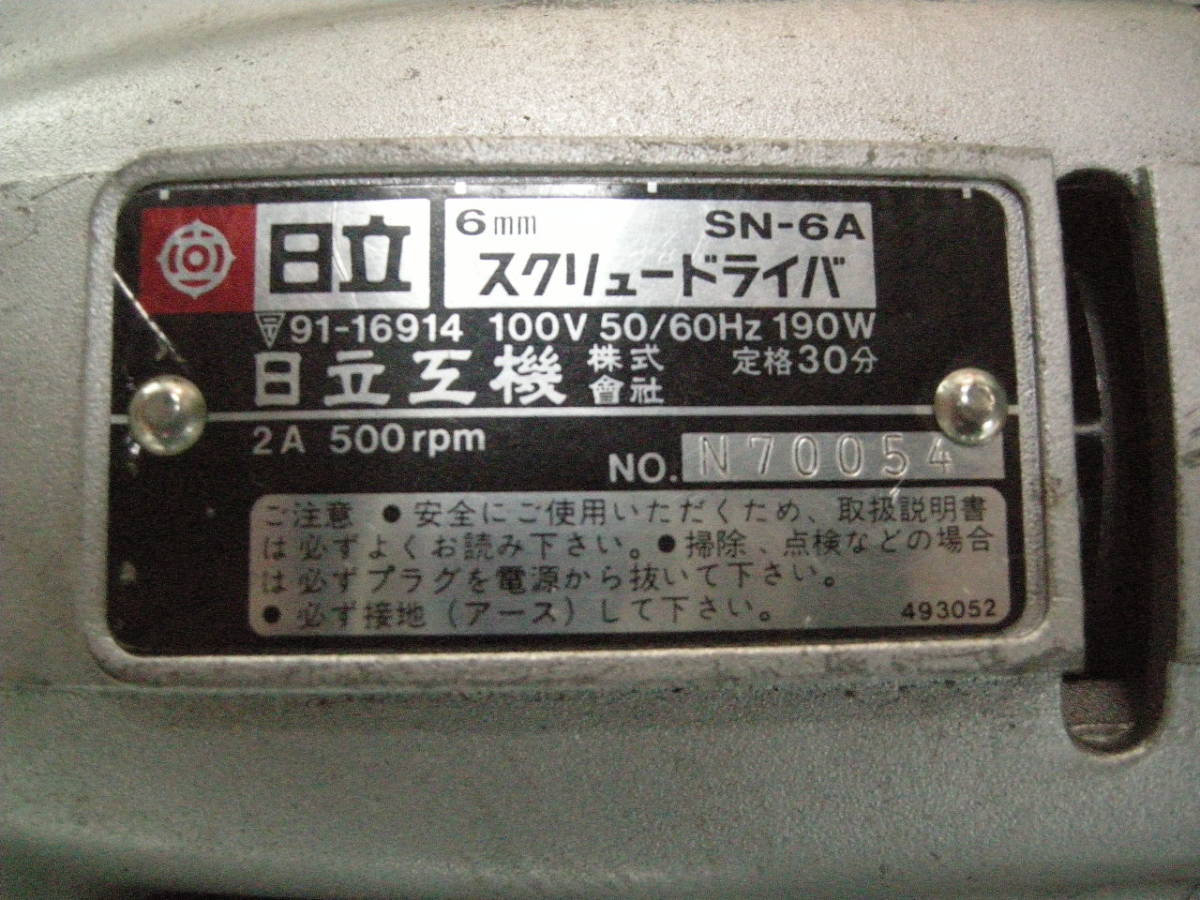 日立
6mm SN-6A
スクリュードライバ
〒91-16914 100V 50/60Hz 190W
日立工機株式會社 定格30分
2A 500rpm
NO. N70054
ご注意 ●安全にご使用いただくため、取扱説明書
は必ずよくお読み下さい。●掃除、点検などの場合
は必ずプラグを電源から抜いて下さい。
●必ず接地(アース)して下さい。 493052